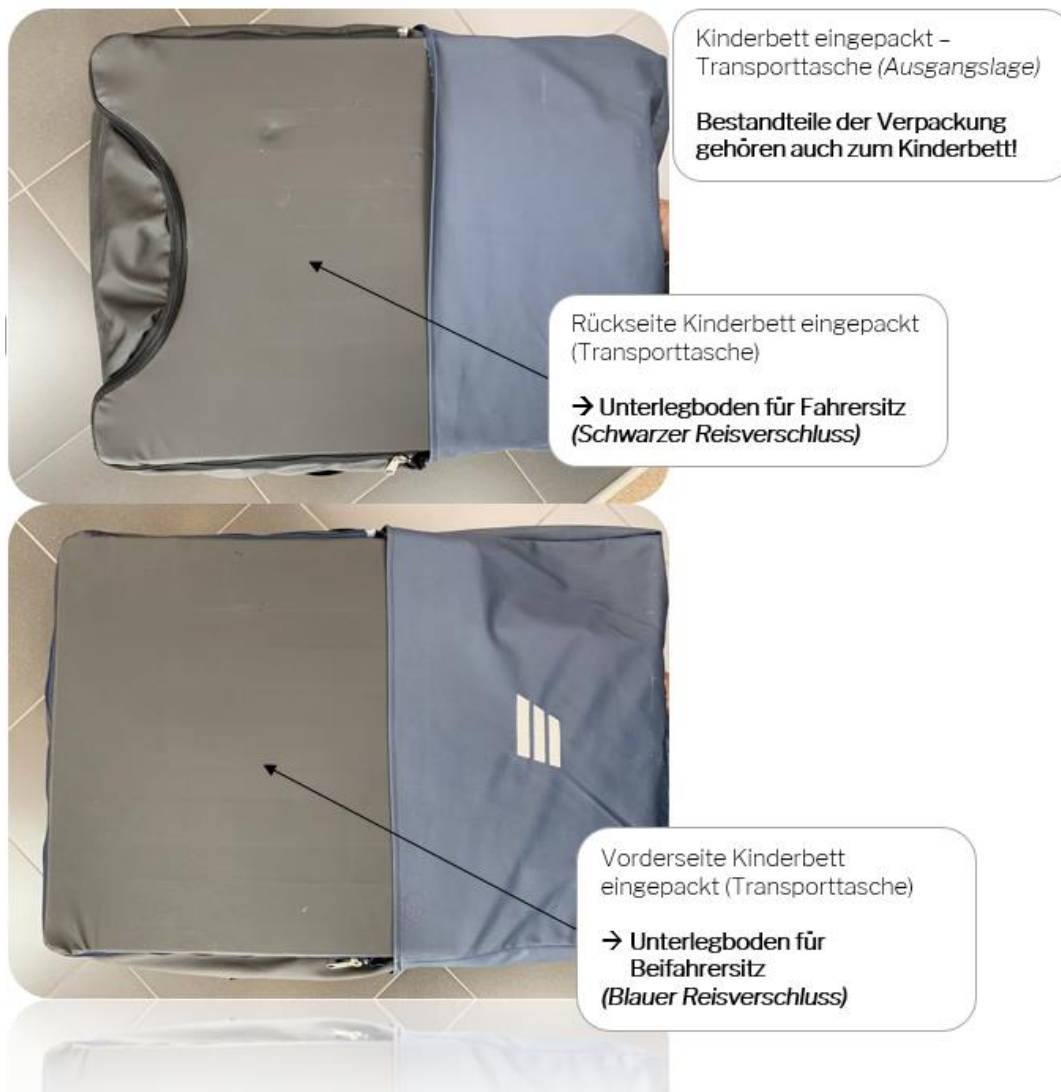 Kinderbett eingepackt –
Transporttasche (Ausgangslage)
Bestandteile der Verpackung
gehören auch zum Kinderbett!
Rückseite Kinderbett eingepackt
(Transporttasche)
→ Unterlegboden für Fahrersitz
(Schwarzer Reisverschluss)
Vorderseite Kinderbett
eingepackt (Transporttasche)
→ Unterlegboden für
Beifahrersitz
(Blauer Reisverschluss)